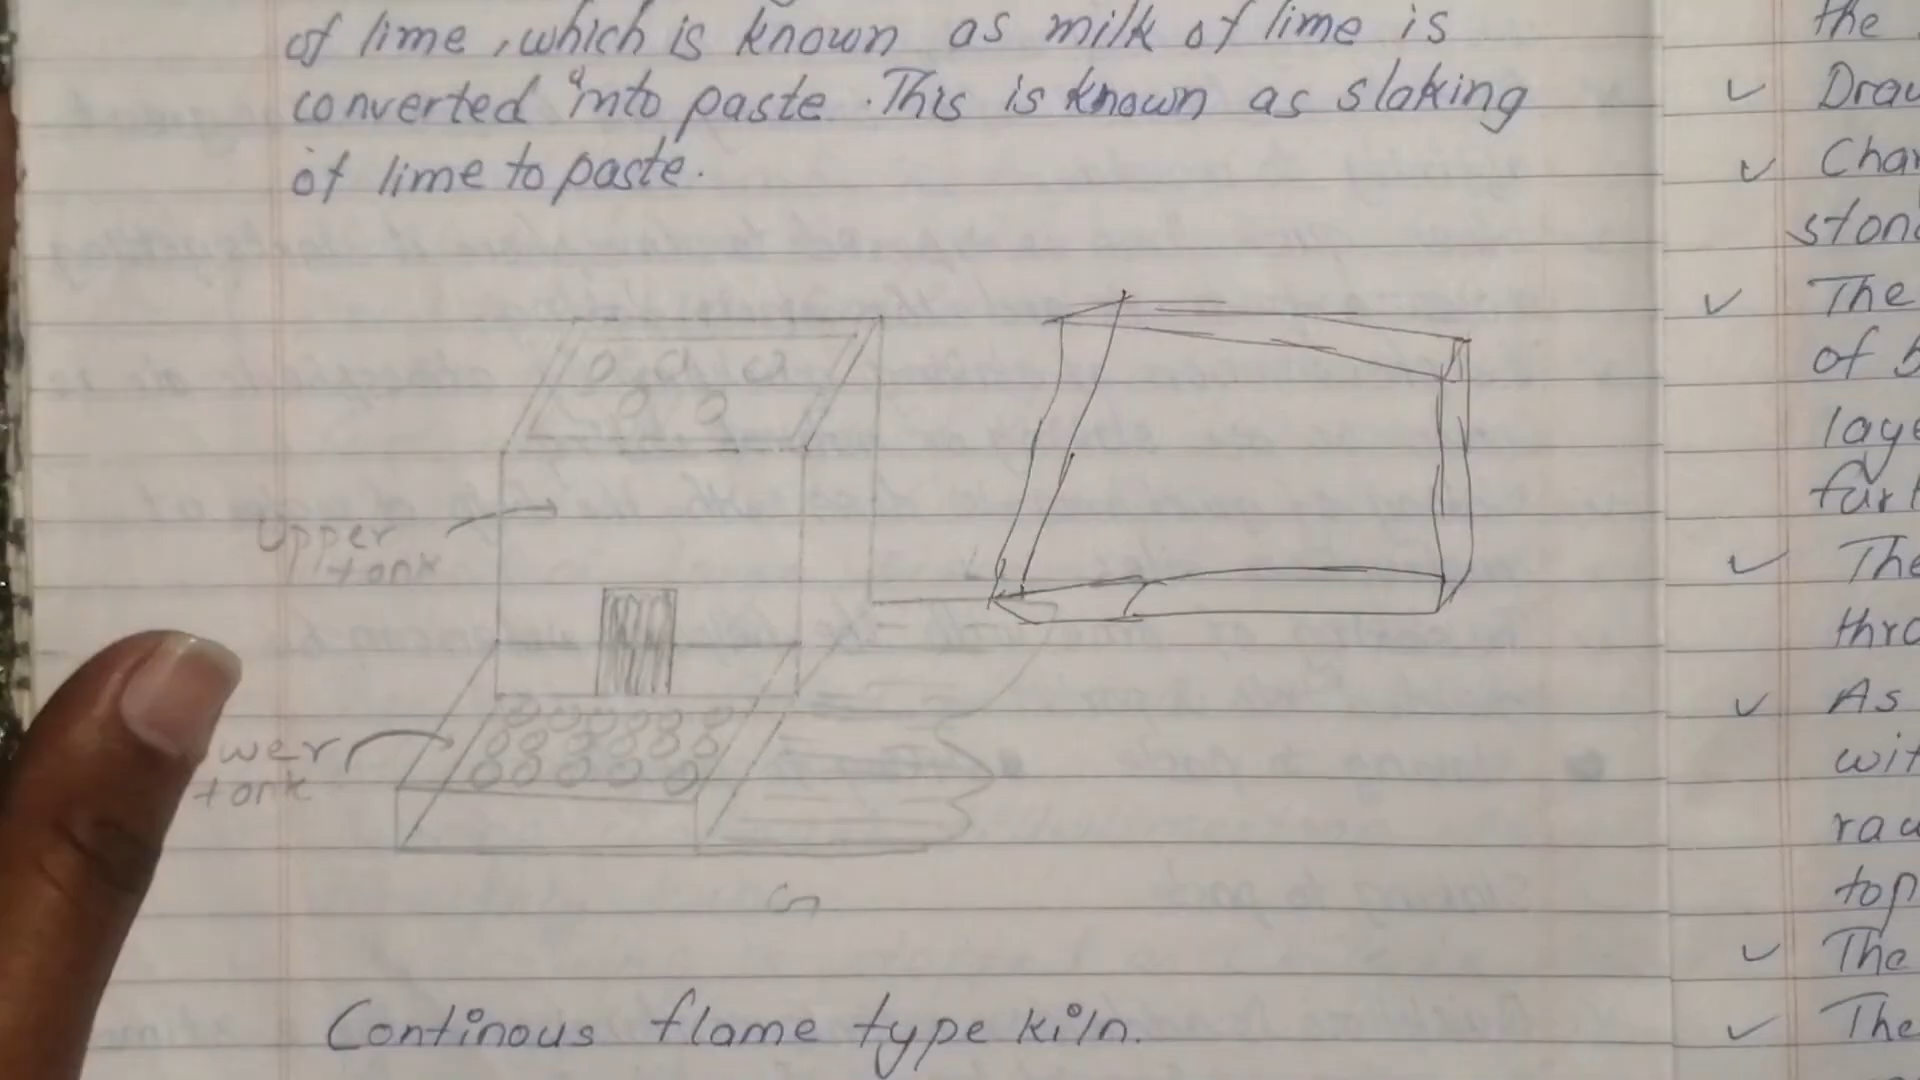 of lime, which is known as milk of lime is
converted into paste. This is known as slaking
of lime to paste.
Upper
tank
wer
tank
Continous flame type kiln.
the
Draw
Char
ston
The
of b
laye
furt
The
thro
As
wit
raw
top
The
The